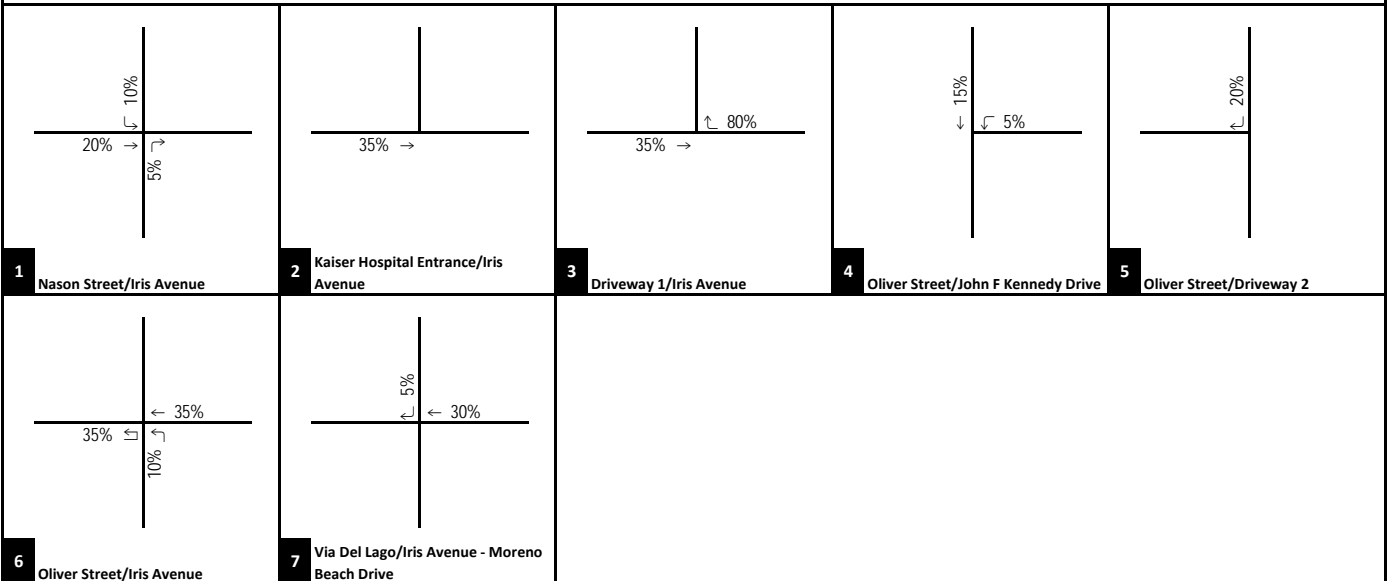 10%
20% →
5%
1
Nason Street/Iris Avenue
35% →
2
Kaiser Hospital Entrance/Iris
Avenue
80%
35% →
3
Driveway 1/Iris Avenue
15%
↓
5%
4
Oliver Street/John F Kennedy Drive
20%
5
Oliver Street/Driveway 2
← 35%
35%
10%
6
Oliver Street/Iris Avenue
5%
← 30%
7
Via Del Lago/Iris Avenue - Moreno
Beach Drive